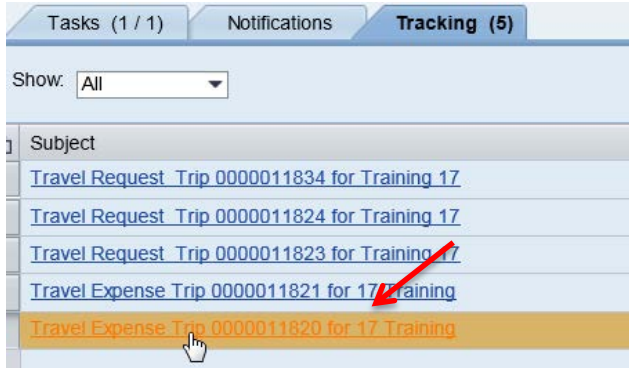 Tasks (1 / 1) Notifications Tracking (5)
Show: All
Subject
Travel Request Trip 0000011834 for Training 17
Travel Request Trip 0000011824 for Training 17
Travel Request Trip 0000011823 for Training 17
Travel Expense Trip 0000011821 for 17 Training
Travel Expense Trip 0000011820 for 17 Training